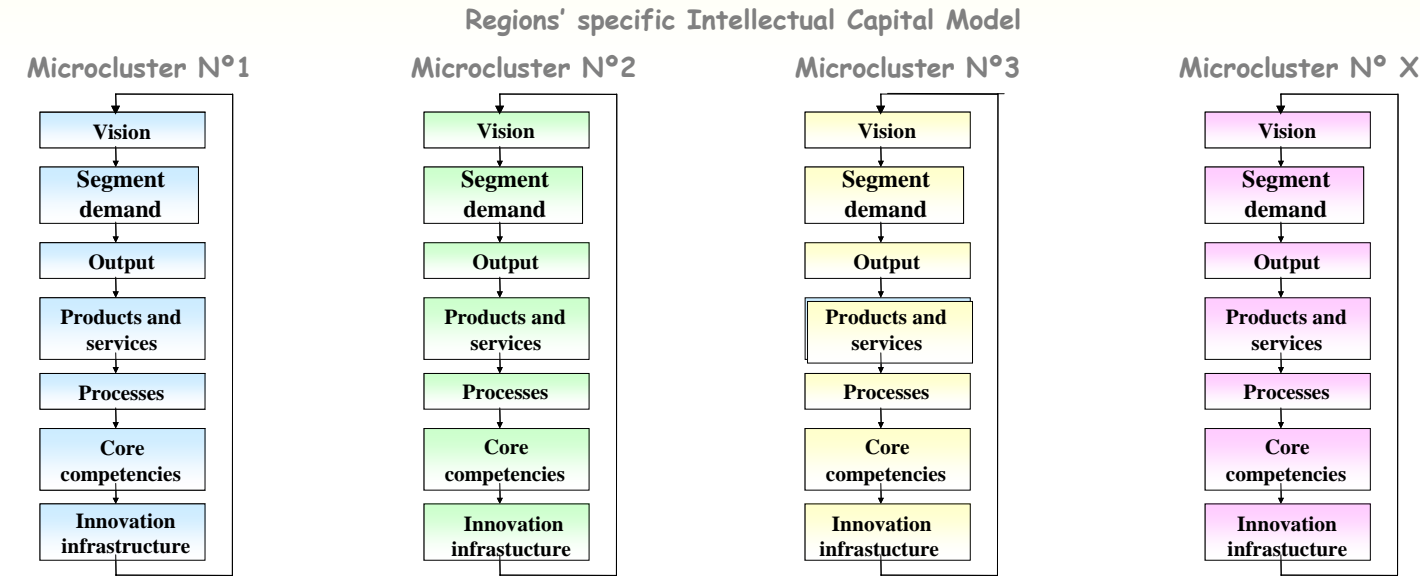 Regions’ specific Intellectual Capital Model
Microcluster Nº1
Vision
Segment
demand
Output
Products and
services
Processes
Core
competencies
Innovation
infrastructure
Microcluster Nº2
Vision
Segment
demand
Output
Products and
services
Processes
Core
competencies
Innovation
infrastucture
Microcluster Nº3
Vision
Segment
demand
Output
Products and
services
Processes
Core
competencies
Innovation
infrastucture
Microcluster Nº X
Vision
Segment
demand
Output
Products and
services
Processes
Core
competencies
Innovation
infrastucture